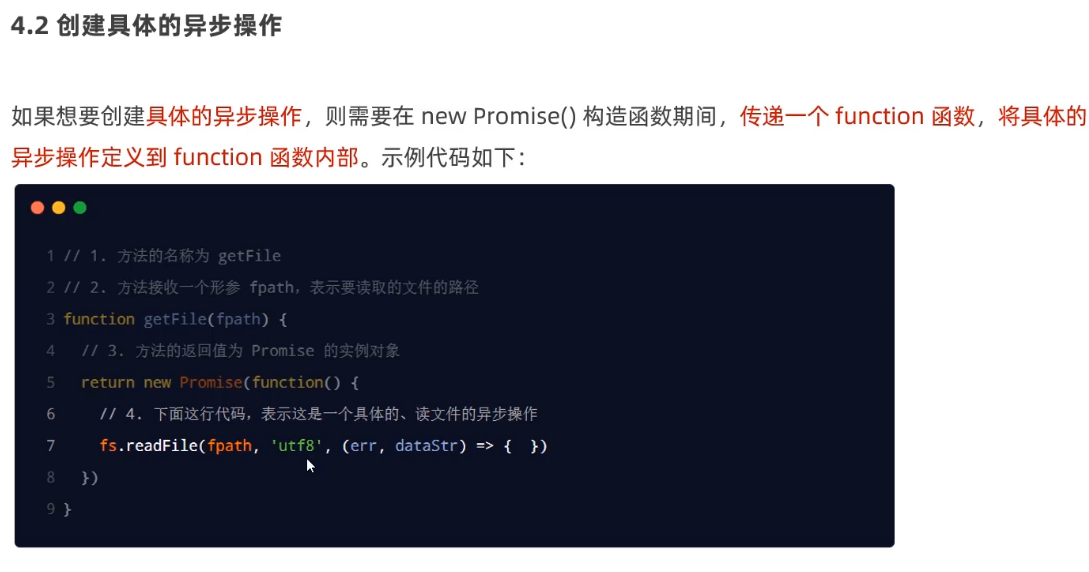 4.2 创建具体的异步操作
如果想要创建具体的异步操作，则需要在 new Promise() 构造函数期间，传递一个 function 函数，将具体的
异步操作定义到 function 函数内部。示例代码如下：
1 // 1. 方法的名称为 getFile
2 // 2. 方法接收一个形参 fpath，表示要读取的文件的路径
3 function getFile(fpath) {
4 // 3. 方法的返回值为 Promise 的实例对象
5 return new Promise(function() {
6 // 4. 下面这行代码，表示这是一个具体的、读文件的异步操作
7 fs.readFile(fpath, 'utf8', (err, dataStr) => {  })
8 })
9 }